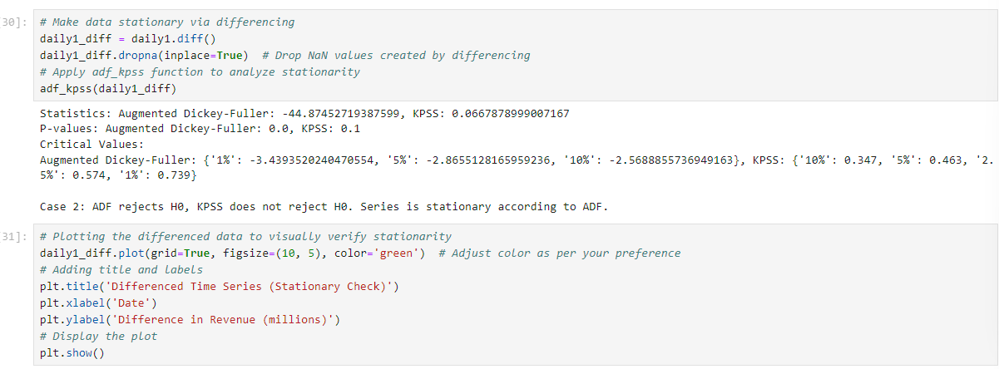 30]:
# Make data stationary via differencing
daily1_diff = daily1.diff()
daily1_diff.dropna(inplace=True)  # Drop NaN values created by differencing
# Apply adf_kpss function to analyze stationarity
adf_kpss(daily1_diff)
Statistics: Augmented Dickey-Fuller: -44.87452719387599, KPSS: 0.0667878999007167
P-values: Augmented Dickey-Fuller: 0.0, KPSS: 0.1
Critical Values:
Augmented Dickey-Fuller: {'1%': -3.4393520240470554, '5%': -2.8655128165959236, '10%': -2.5688855736949163}, KPSS: {'10%': 0.347, '5%': 0.463, '2.
5%': 0.574, '1%': 0.739}
Case 2: ADF rejects H0, KPSS does not reject H0. Series is stationary according to ADF.
31]:
# Plotting the differenced data to visually verify stationarity
daily1_diff.plot(grid=True, figsize=(10, 5), color='green')  # Adjust color as per your preference
# Adding title and labels
plt.title('Differenced Time Series (Stationary Check)')
plt.xlabel('Date')
plt.ylabel('Difference in Revenue (millions)')
# Display the plot
plt.show()